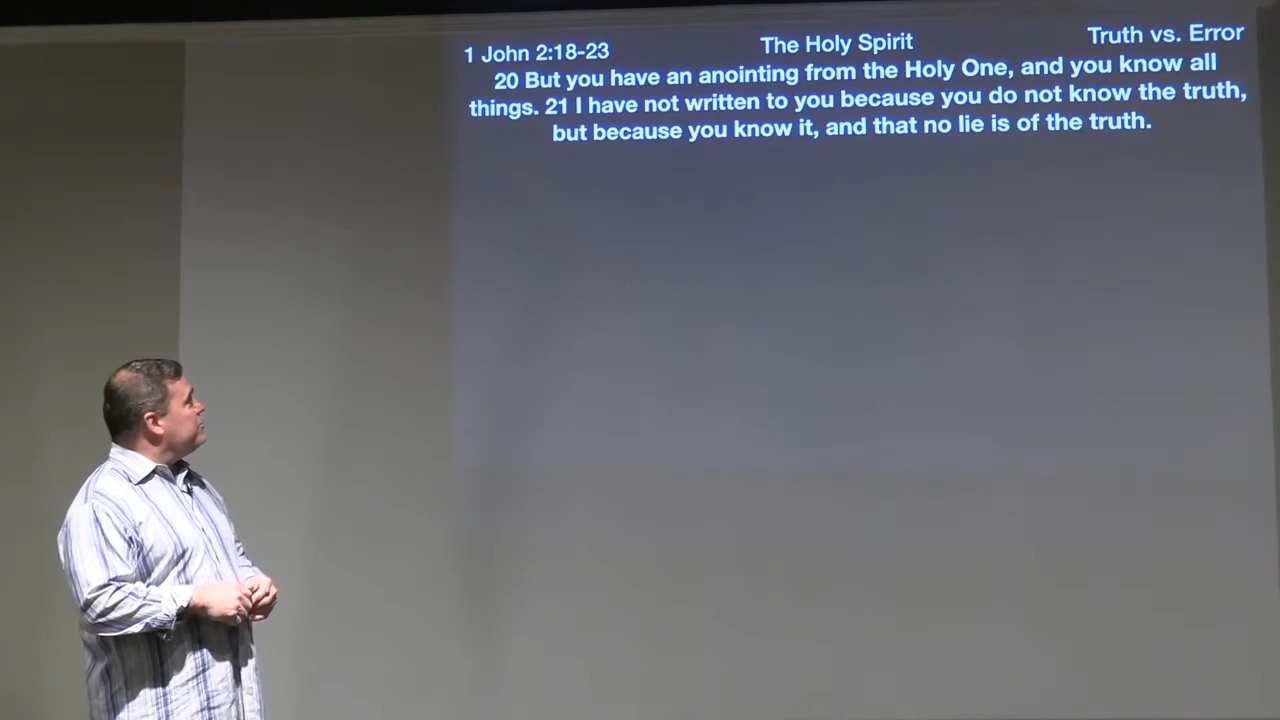 1 John 2:18-23 The Holy Spirit Truth vs. Error
20 But you have an anointing from the Holy One, and you know all
things. 21 I have not written to you because you do not know the truth,
but because you know it, and that no lie is of the truth.